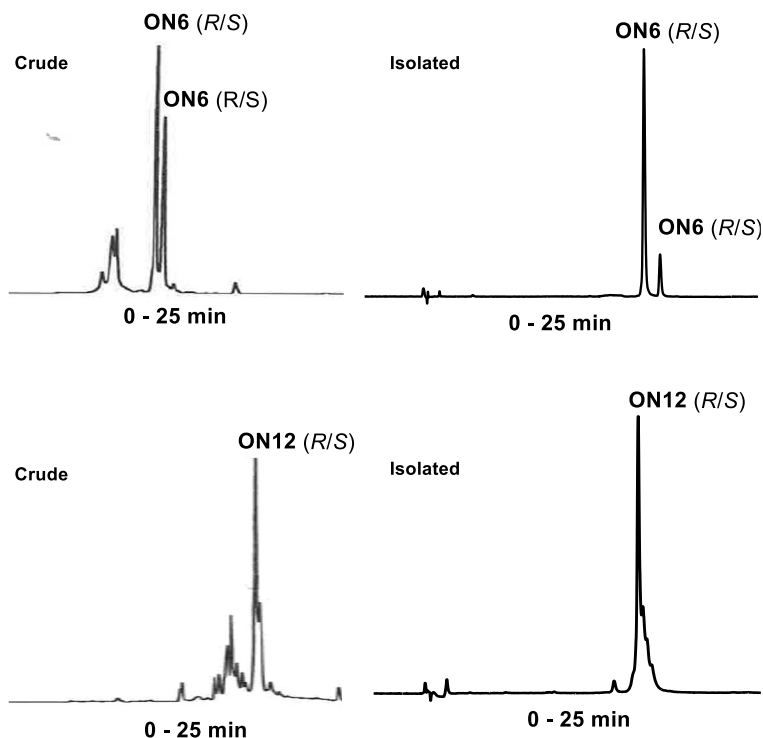 ON6 (R/S)
Crude
ON6 (R/S)
0 - 25 min
ON6 (R/S)
Isolated
ON6 (R/S)
0 - 25 min
ON12 (R/S)
Crude
0 - 25 min
ON12 (R/S)
Isolated
0 - 25 min